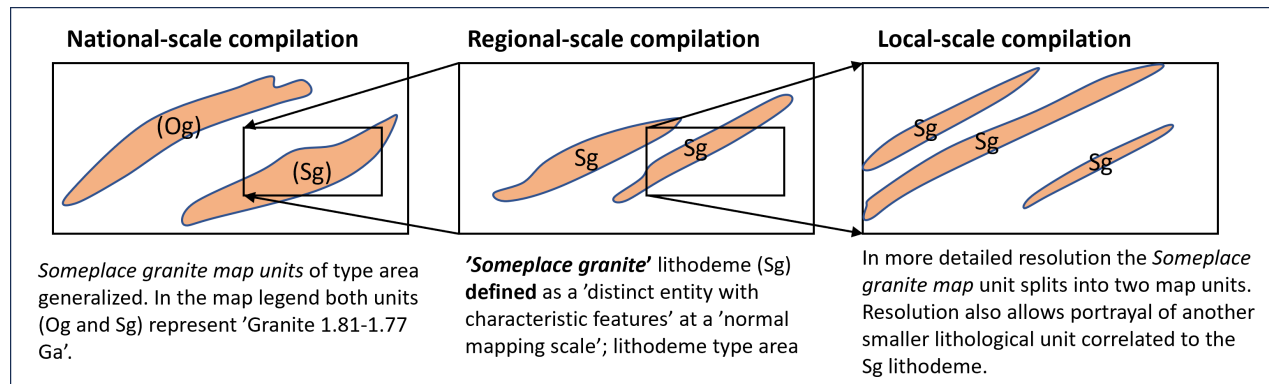 National-scale compilation
(Og)
(Sg)
Someplace granite map units of type area
generalized. In the map legend both units
(Og and Sg) represent ’Granite 1.81-1.77
Ga’.
Regional-scale compilation
Sg
Sg
’Someplace granite’ lithodeme (Sg)
defined as a ’distinct entity with
characteristic features’ at a ’normal
mapping scale’; lithodeme type area
Local-scale compilation
Sg
Sg
Sg
In more detailed resolution the Someplace
granite map unit splits into two map units.
Resolution also allows portrayal of another
smaller lithological unit correlated to the
Sg lithodeme.